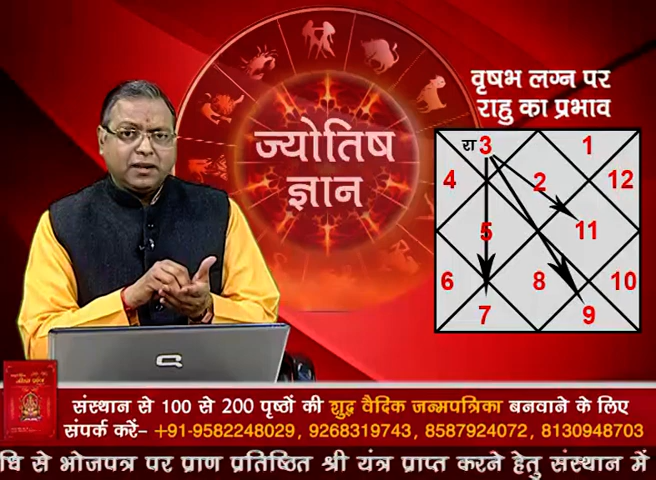 ज्योतिष
ज्ञान
वृषभ लग्न पर
राहु का प्रभाव
रा 3
1
4
2
12
5
11
6
8
10
7
9
संस्थान से 100 से 200 पृष्ठों की शुद्ध वैदिक जन्मपत्रिका बनवाने के लिए
संपर्क करें- +91-9582248029, 9268319743, 8587924072, 8130948703
धि से भोजपत्र पर प्राण प्रतिष्ठित श्री यंत्र प्राप्त करने हेतु संस्थान में